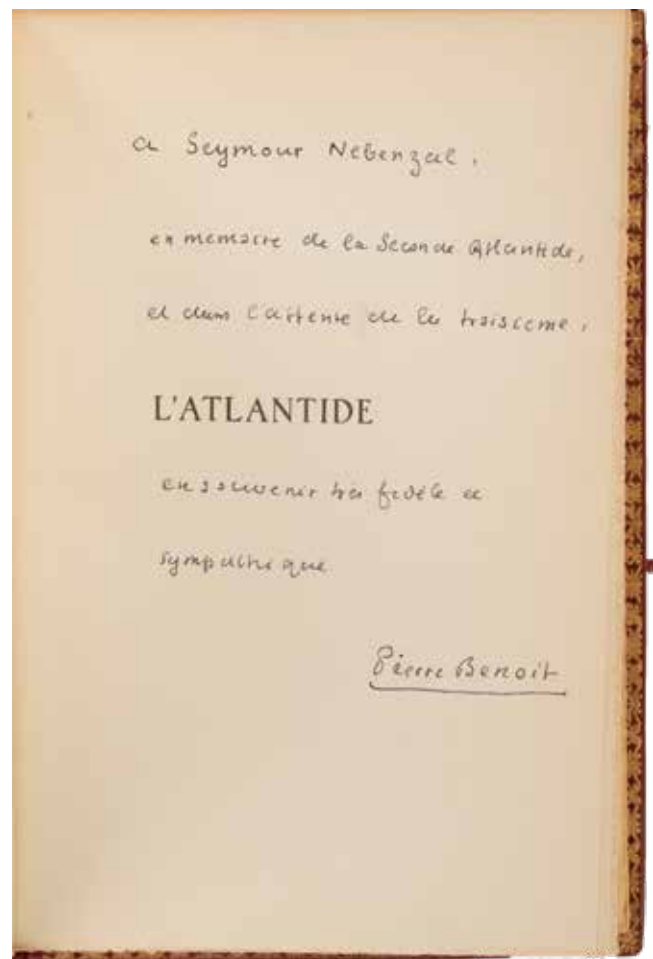 a Seymour Nebenzal,
en mémoire de la Seconde Atlantide,
et dans l'attente de la troisième,
L'ATLANTIDE
en souvenir très fidèle et
sympathique
Pierre Benoit